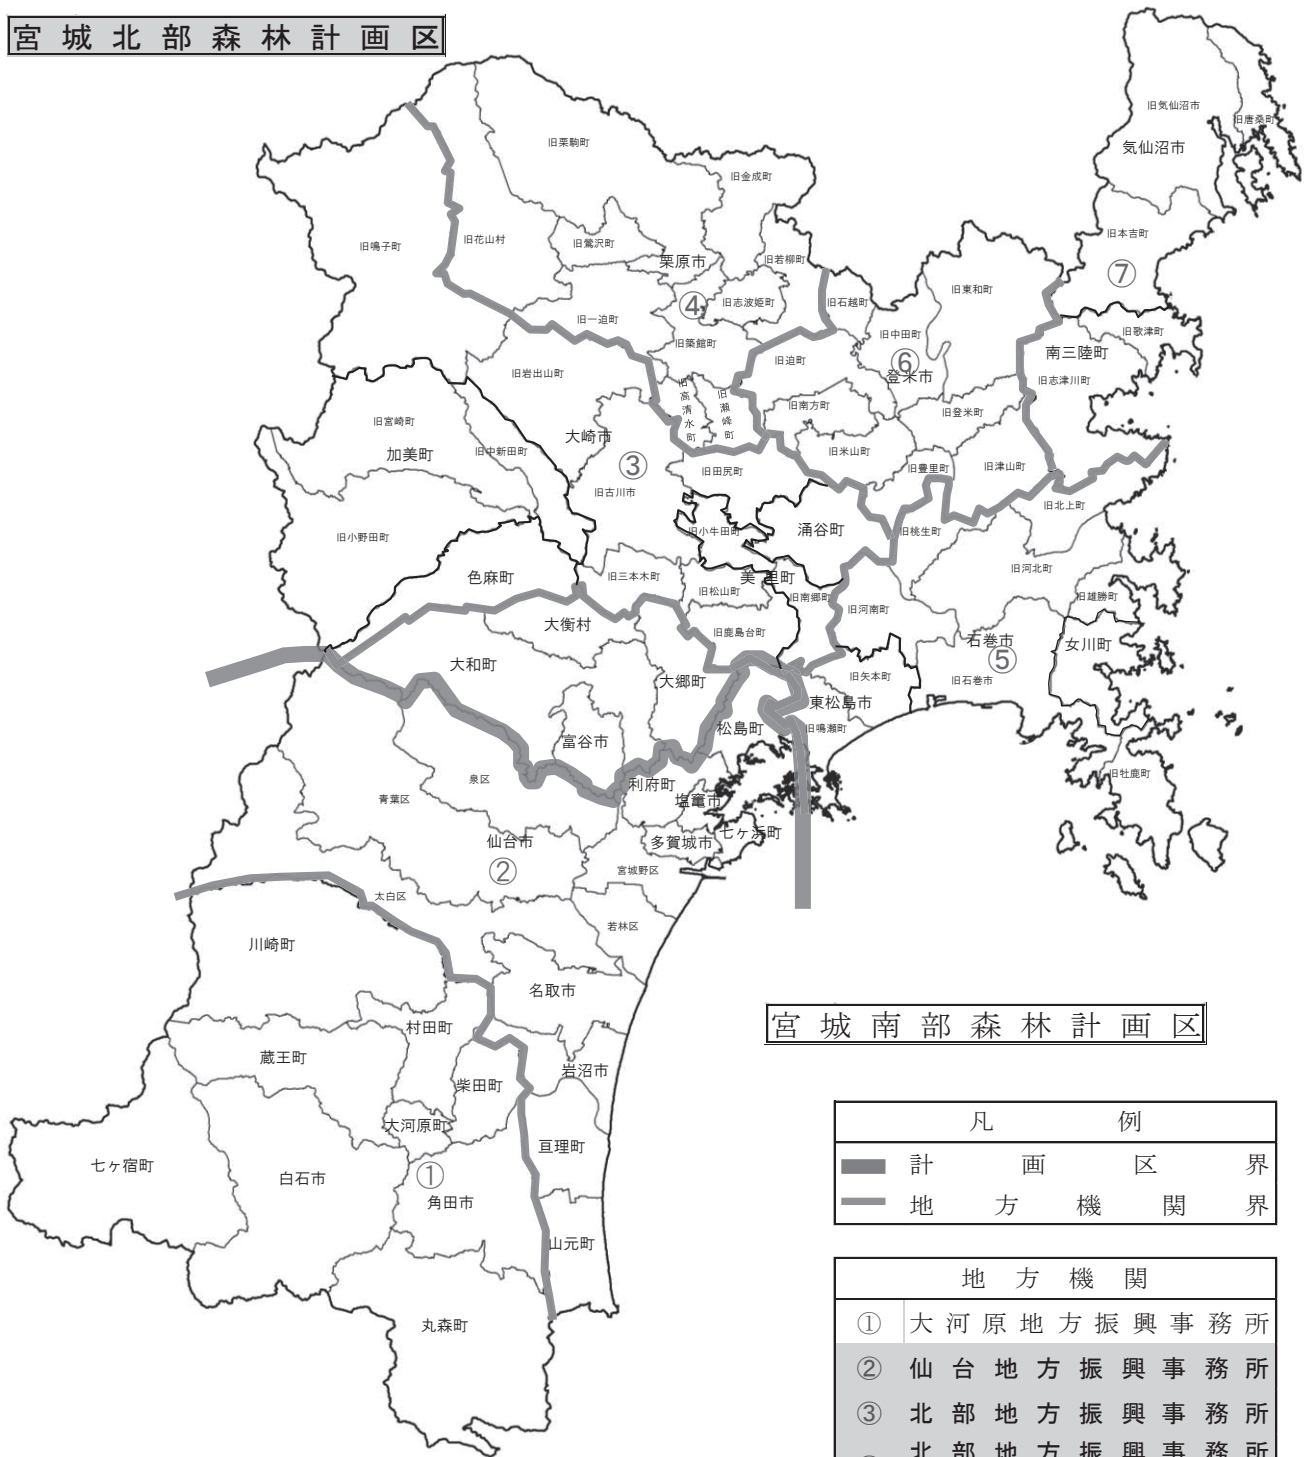 宮城北部森林計画区
旧気仙沼市
旧唐桑町
気仙沼市
旧栗駒町
旧金成町
旧本吉町
旧鳴子町
旧花山村
旧鶯沢町
栗原市
旧若柳町
⑦
旧東和町
④
旧志波姫町
旧石越町
旧一迫町
旧中田町
旧歌津町
旧築館町
南三陸町
旧迫町
⑥
登米市
旧岩出山町
旧志津川町
旧高清水町
旧瀬峰町
旧南方町
旧登米町
旧宮崎町
大崎市
加美町
旧中新田町
旧米山町
③
旧田尻町
旧豊里町
旧津山町
旧古川市
旧北上町
旧小牛田町
涌谷町
旧桃生町
旧小野田町
旧河北町
色麻町
旧三本木町
美里町
旧松山町
旧南郷町
旧雄勝町
旧河南町
大衡村
旧鹿島台町
石巻市
女川町
大和町
⑤
大郷町
旧矢本町
旧石巻市
東松島市
松島町
旧鳴瀬町
富谷市
泉区
利府町
旧牡鹿町
青葉区
塩竈市
仙台市
多賀城市
七ヶ浜町
②
宮城野区
太白区
若林区
川崎町
名取市
宮城南部森林計画区
村田町
蔵王町
岩沼市
柴田町
大河原町
亘理町
七ヶ宿町
白石市
①
角田市
山元町
丸森町
凡例
計画区界
地方機関界
地方機関
① 大河原地方振興事務所
② 仙台地方振興事務所
③ 北部地方振興事務所
北部地方振興事務所